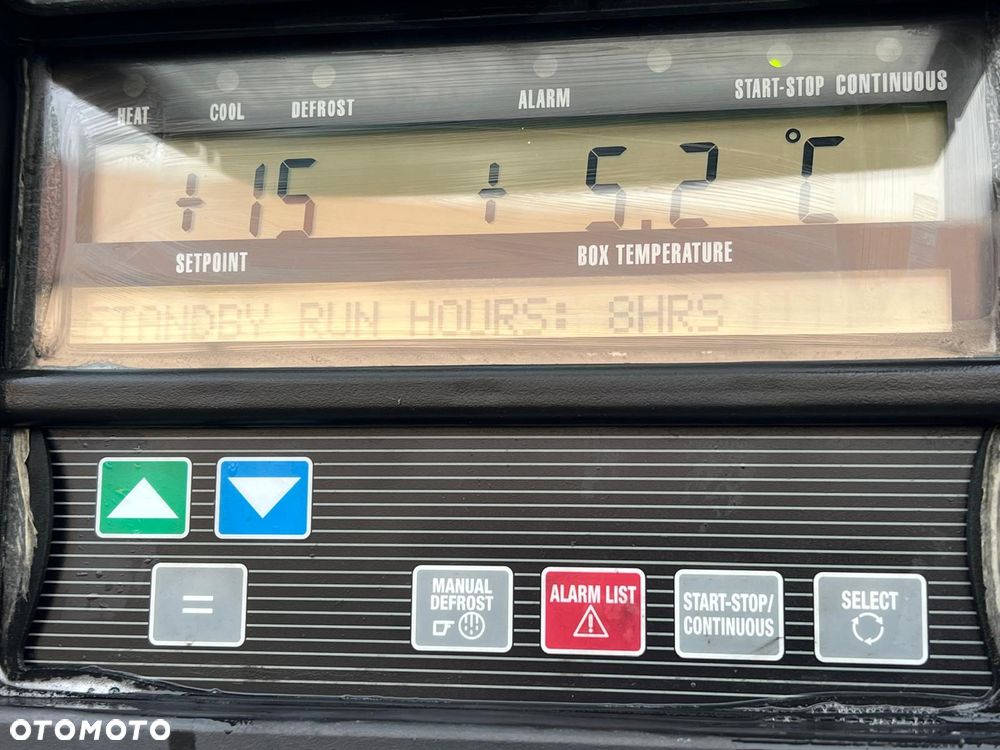 HEAT COOL DEFROST ALARM START-STOP CONTINUOUS
+15 +5.2 °C
SETPOINT BOX TEMPERATURE
STANDBY RUN HOURS: 8HRS
=
MANUAL DEFROST
ALARM LIST
START-STOP/
CONTINUOUS
SELECT
OTOMOTO